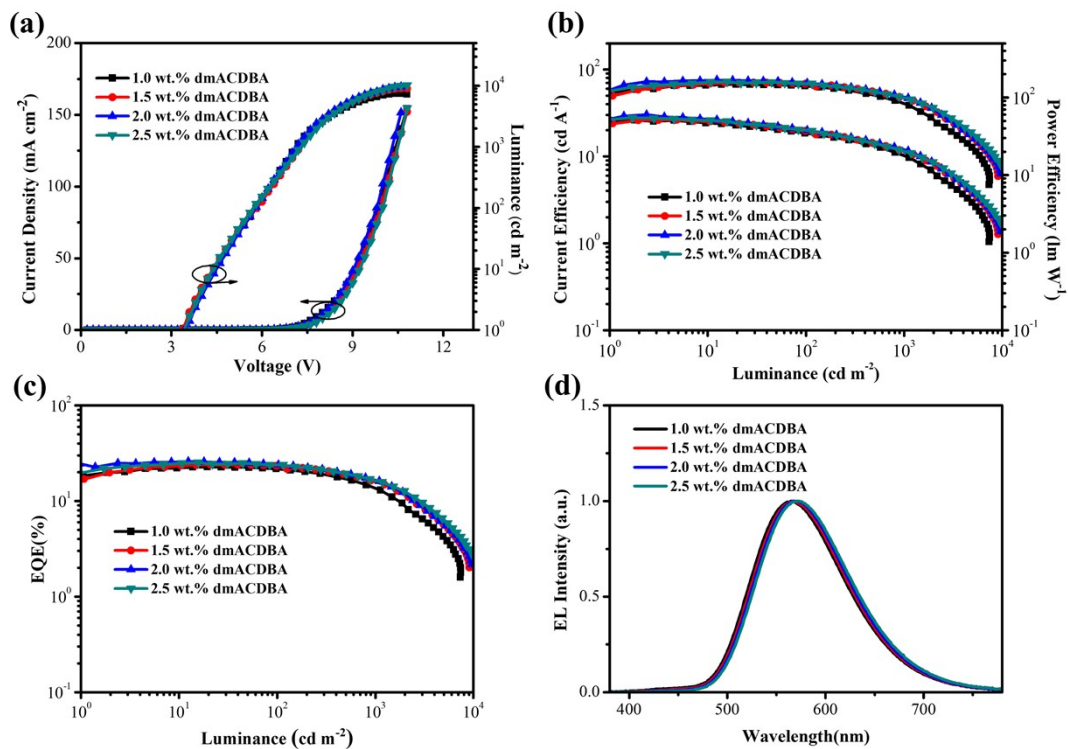 (a)
200
175
150
125
100
75
50
25
0
Current Density (mA cm-2)
1.0 wt.% dmACDBA
1.5 wt.% dmACDBA
2.0 wt.% dmACDBA
2.5 wt.% dmACDBA
10^4
10^3
10^2
10^1
10^0
Luminance (cd m-2)
0 3 6 9 12
Voltage (V)
(b)
10^2
10^1
10^0
10^-1
Current Efficiency (cd A-1)
1.0 wt.% dmACDBA
1.5 wt.% dmACDBA
2.0 wt.% dmACDBA
2.5 wt.% dmACDBA
10^2
10^1
10^0
10^-1
Power Efficiency (lm W-1)
10^0 10^1 10^2 10^3 10^4
Luminance (cd m-2)
(c)
10^2
10^1
10^0
10^-1
EQE(%)
1.0 wt.% dmACDBA
1.5 wt.% dmACDBA
2.0 wt.% dmACDBA
2.5 wt.% dmACDBA
10^0 10^1 10^2 10^3 10^4
Luminance (cd m-2)
(d)
1.5
1.0
0.5
0.0
EL Intensity (a.u.)
1.0 wt.% dmACDBA
1.5 wt.% dmACDBA
2.0 wt.% dmACDBA
2.5 wt.% dmACDBA
400 500 600 700
Wavelength(nm)